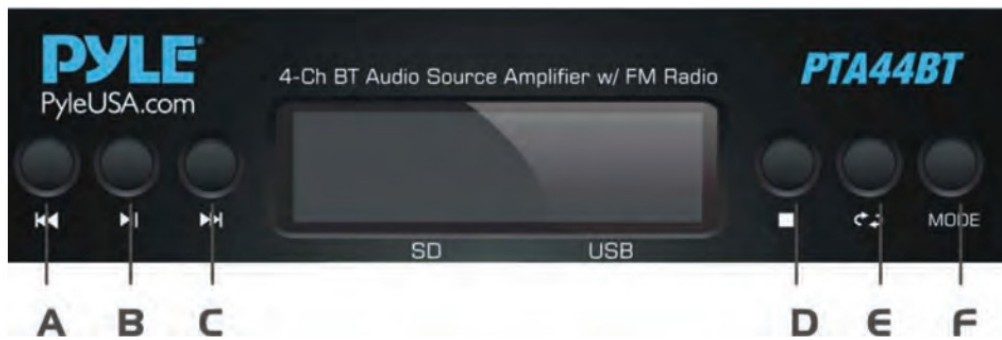 PYLE
PyleUSA.com
4-Ch BT Audio Source Amplifier w/ FM Radio
PTA44BT
MODE
SD USB
A B C D E F